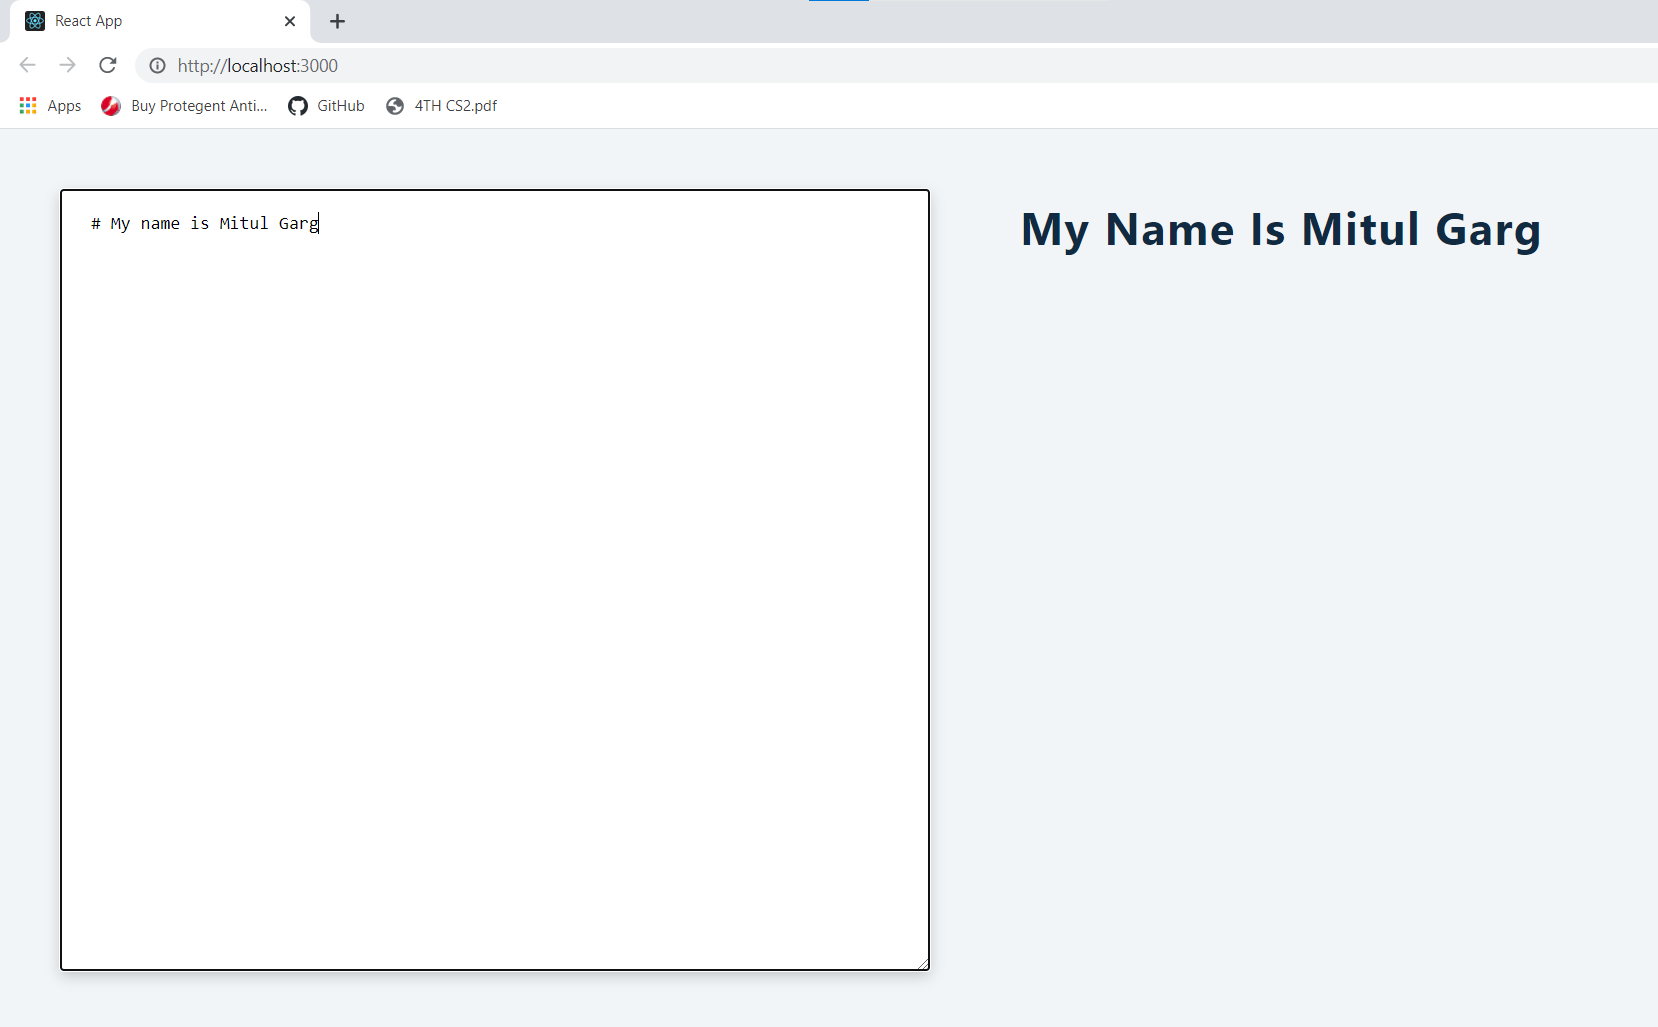 React App
http://localhost:3000
Apps
Buy Protegent Anti...
GitHub
4TH CS2.pdf
# My name is Mitul Garg
My Name Is Mitul Garg